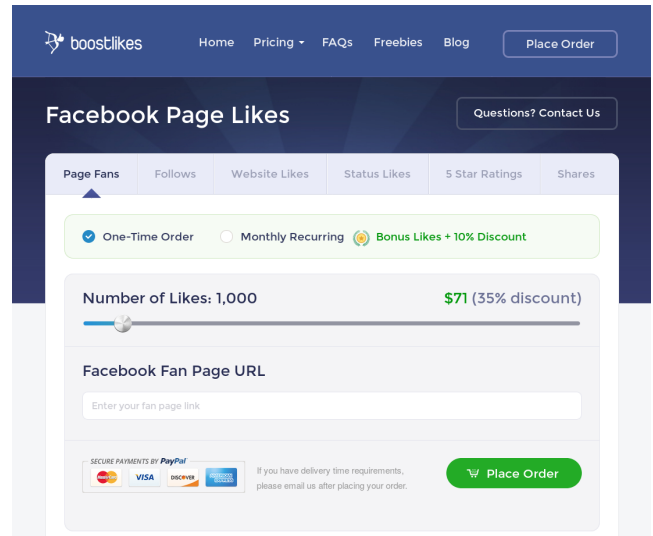 boostlikes
Home Pricing FAQs Freebies Blog Place Order
Facebook Page Likes
Questions? Contact Us
Page Fans Follows Website Likes Status Likes 5 Star Ratings Shares
One-Time Order Monthly Recurring Bonus Likes + 10% Discount
Number of Likes: 1,000 $71 (35% discount)
Facebook Fan Page URL
Enter your fan page link
SECURE PAYMENTS BY PayPal
MasterCard VISA DISCOVER
If you have delivery time requirements,
please email us after placing your order.
Place Order